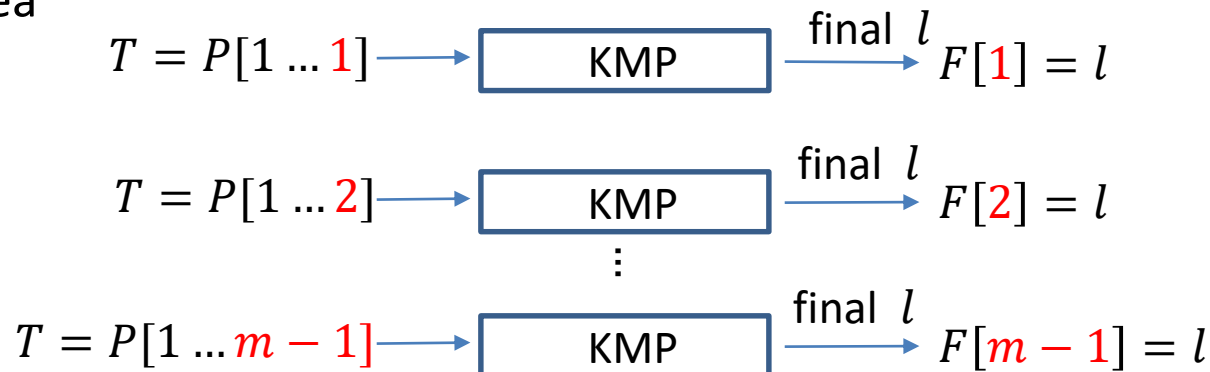 T = P[1 … 1] KMP final l F[1] = l
T = P[1 … 2] KMP final l F[2] = l
⋮
T = P[1 … m − 1] KMP final l F[m − 1] = l